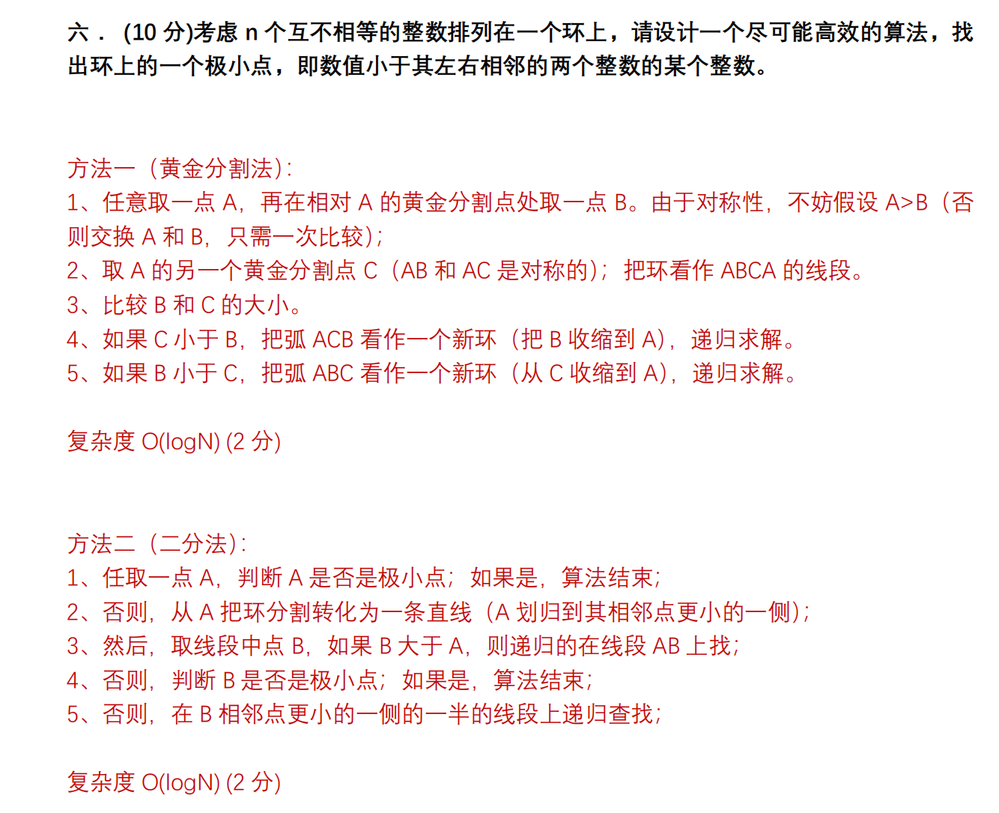 六． (10 分)考虑 n 个互不相等的整数排列在一个环上，请设计一个尽可能高效的算法，找
出环上的一个极小点，即数值小于其左右相邻的两个整数的某个整数。
方法一（黄金分割法）：
1、任意取一点 A，再在相对 A 的黄金分割点处取一点 B。由于对称性，不妨假设 A>B（否
则交换 A 和 B，只需一次比较）；
2、取 A 的另一个黄金分割点 C（AB 和 AC 是对称的）；把环看作 ABCA 的线段。
3、比较 B 和 C 的大小。
4、如果 C 小于 B，把弧 ACB 看作一个新环（把 B 收缩到 A），递归求解。
5、如果 B 小于 C，把弧 ABC 看作一个新环（从 C 收缩到 A），递归求解。
复杂度 O(logN) (2 分)
方法二（二分法）：
1、任取一点 A，判断 A 是否是极小点；如果是，算法结束；
2、否则，从 A 把环分割转化为一条直线（A 划归到其相邻点更小的一侧）；
3、然后，取线段中点 B，如果 B 大于 A，则递归的在线段 AB 上找；
4、否则，判断 B 是否是极小点；如果是，算法结束；
5、否则，在 B 相邻点更小的一侧的一半的线段上递归查找；
复杂度 O(logN) (2 分)